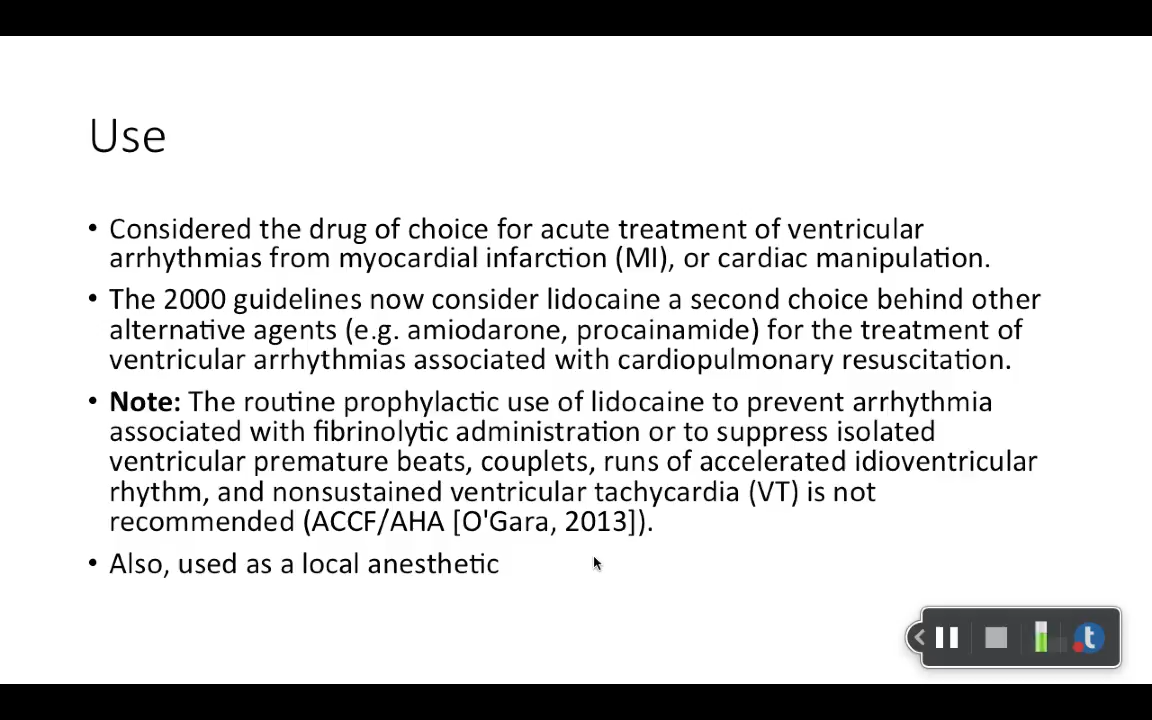 Use
• Considered the drug of choice for acute treatment of ventricular
arrhythmias from myocardial infarction (MI), or cardiac manipulation.
• The 2000 guidelines now consider lidocaine a second choice behind other
alternative agents (e.g. amiodarone, procainamide) for the treatment of
ventricular arrhythmias associated with cardiopulmonary resuscitation.
• Note: The routine prophylactic use of lidocaine to prevent arrhythmia
associated with fibrinolytic administration or to suppress isolated
ventricular premature beats, couplets, runs of accelerated idioventricular
rhythm, and nonsustained ventricular tachycardia (VT) is not
recommended (ACCF/AHA [O'Gara, 2013]).
• Also, used as a local anesthetic
t